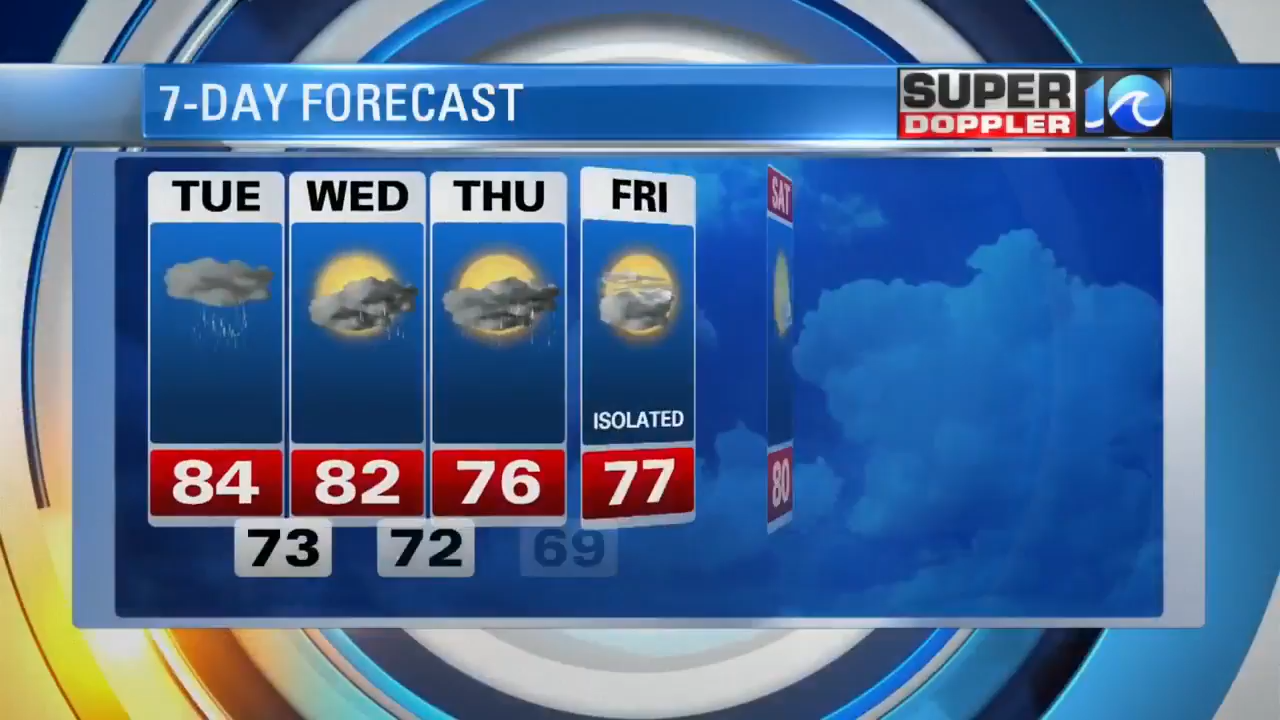 7-DAY FORECAST
SUPER
DOPPLER 10
TUE WED THU FRI SAT
ISOLATED
84 82 76 77 80
73 72 69